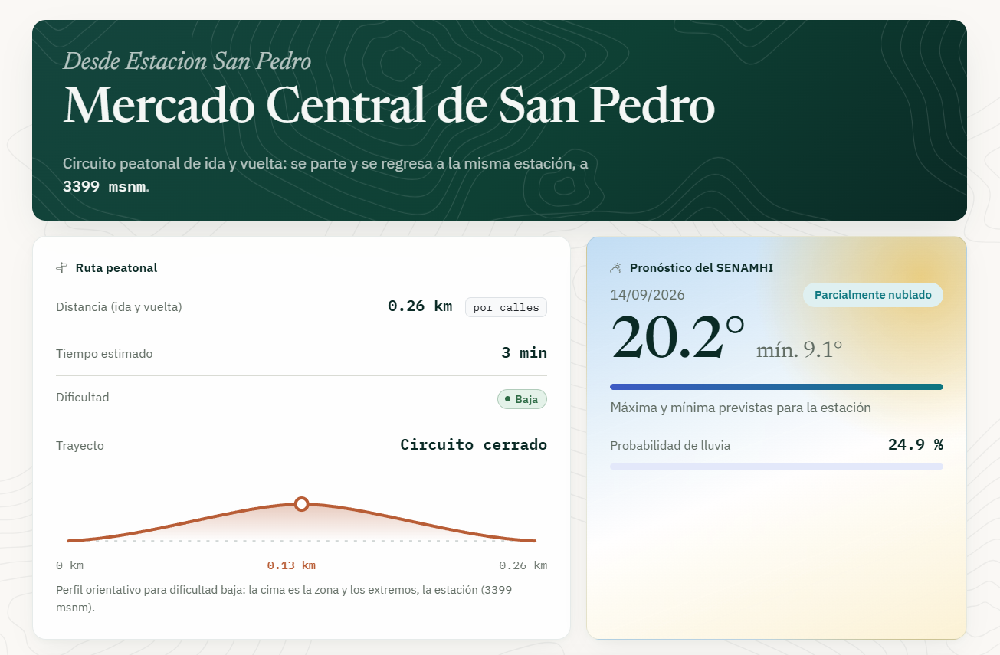 Desde Estacion San Pedro
Mercado Central de San Pedro
Circuito peatonal de ida y vuelta: se parte y se regresa a la misma estación, a
3399 msnm.
Ruta peatonal
Distancia (ida y vuelta) 0.26 km por calles
Tiempo estimado 3 min
Dificultad Baja
Trayecto Circuito cerrado
0 km 0.13 km 0.26 km
Perfil orientativo para dificultad baja: la cima es la zona y los extremos, la estación (3399
msnm).
Pronóstico del SENAMHI
14/09/2026 Parcialmente nublado
20.2° mín. 9.1°
Máxima y mínima previstas para la estación
Probabilidad de lluvia 24.9 %